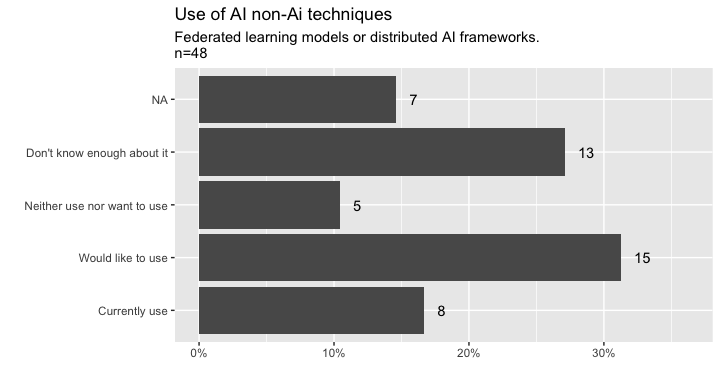 Use of AI non-Ai techniques
Federated learning models or distributed AI frameworks.
n=48
NA
7
Don't know enough about it
13
Neither use nor want to use
5
Would like to use
15
Currently use
8
0%
10%
20%
30%